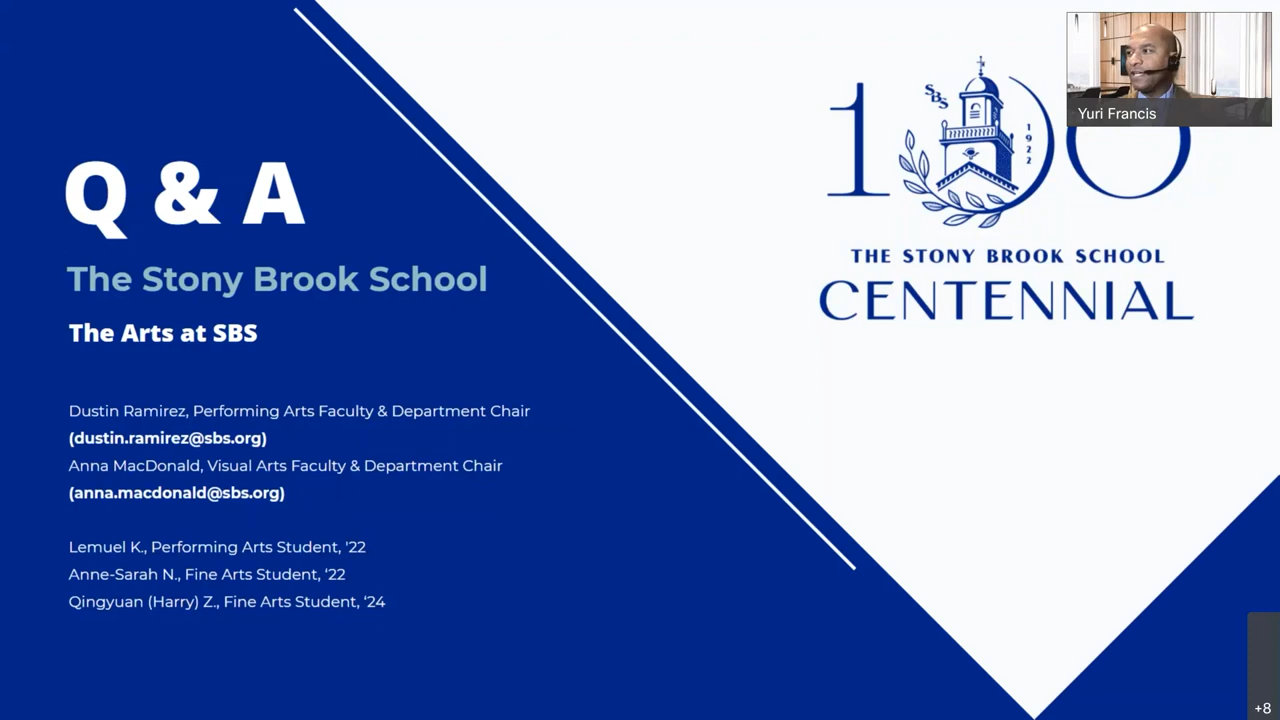 Q & A
The Stony Brook School
The Arts at SBS
Dustin Ramirez, Performing Arts Faculty & Department Chair
(dustin.ramirez@sbs.org)
Anna MacDonald, Visual Arts Faculty & Department Chair
(anna.macdonald@sbs.org)
Lemuel K., Performing Arts Student, '22
Anne-Sarah N., Fine Arts Student, ‘22
Qingyuan (Harry) Z., Fine Arts Student, ‘24
100
SBS
1922
THE STONY BROOK SCHOOL
CENTENNIAL
Yuri Francis
+8